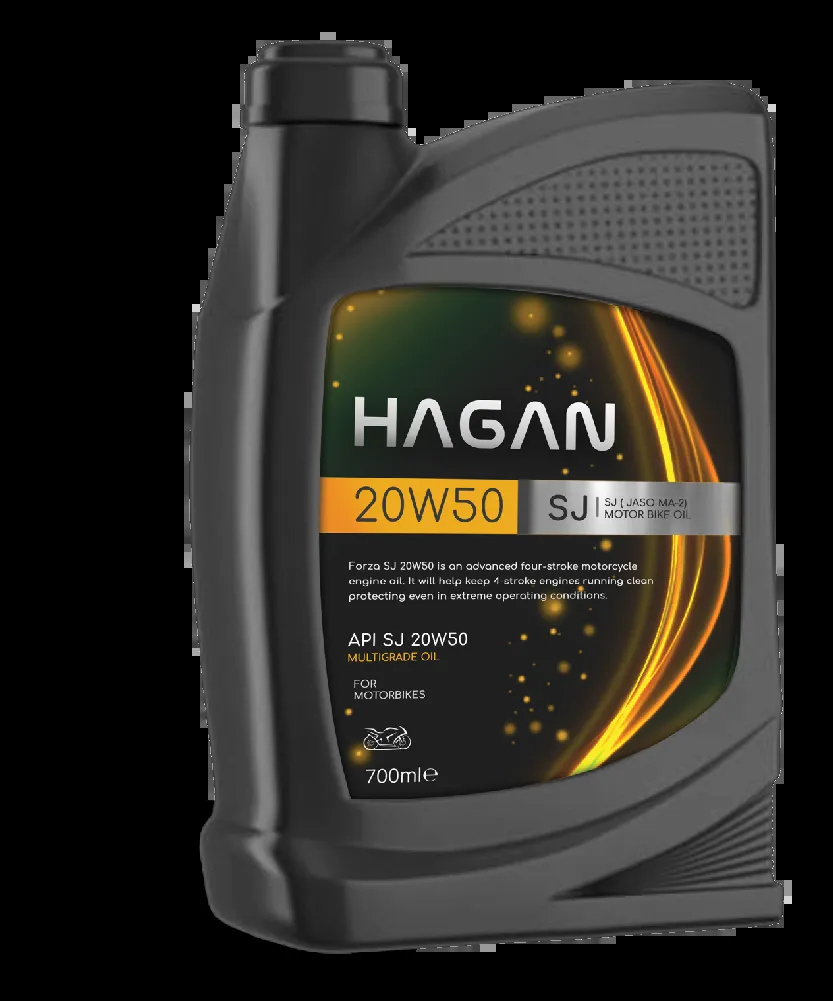 HAGAN
20W50
SJ
SJ ( JASO MA-2)
MOTOR BIKE OIL
Forza SJ 20W50 is an advanced four-stroke motorcycle
engine oil. It will help keep 4-stroke engines running clean
protecting even in extreme operating conditions.
API SJ 20W50
MULTIGRADE OIL
FOR
MOTORBIKES
700ml℮